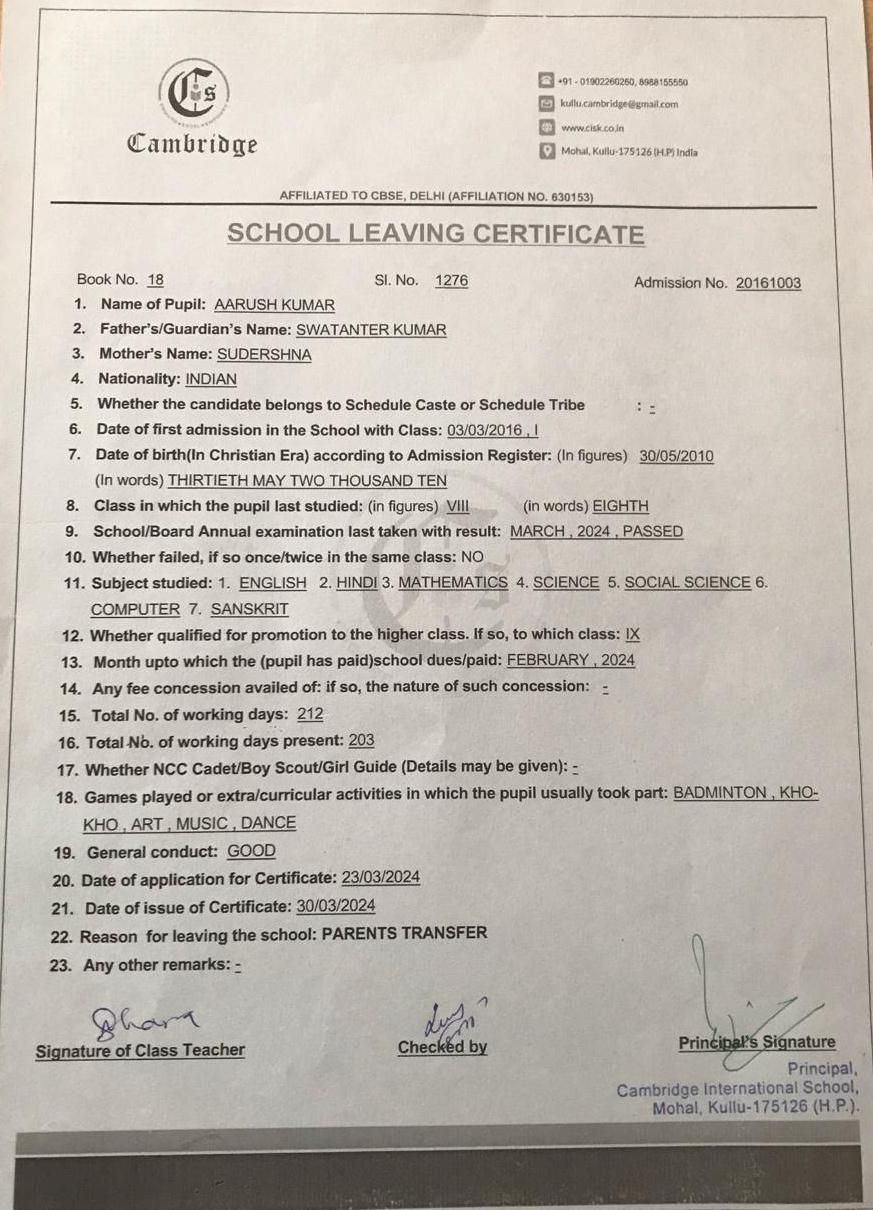 Cs
Cambridge
+91 - 01902260260, 8988155550
kullu.cambridge@gmail.com
www.cisk.co.in
Mohal, Kullu-175126 (H.P) India
AFFILIATED TO CBSE, DELHI (AFFILIATION NO. 630153)
SCHOOL LEAVING CERTIFICATE
Book No. 18 Sl. No. 1276 Admission No. 20161003
1. Name of Pupil: AARUSH KUMAR
2. Father's/Guardian's Name: SWATANTER KUMAR
3. Mother's Name: SUDERSHNA
4. Nationality: INDIAN
5. Whether the candidate belongs to Schedule Caste or Schedule Tribe : -
6. Date of first admission in the School with Class: 03/03/2016 , I
7. Date of birth(In Christian Era) according to Admission Register: (In figures) 30/05/2010
(In words) THIRTIETH MAY TWO THOUSAND TEN
8. Class in which the pupil last studied: (in figures) VIII (in words) EIGHTH
9. School/Board Annual examination last taken with result: MARCH , 2024 , PASSED
10. Whether failed, if so once/twice in the same class: NO
11. Subject studied: 1. ENGLISH 2. HINDI 3. MATHEMATICS 4. SCIENCE 5. SOCIAL SCIENCE 6.
COMPUTER 7. SANSKRIT
12. Whether qualified for promotion to the higher class. If so, to which class: IX
13. Month upto which the (pupil has paid)school dues/paid: FEBRUARY , 2024
14. Any fee concession availed of: if so, the nature of such concession: -
15. Total No. of working days: 212
16. Total No. of working days present: 203
17. Whether NCC Cadet/Boy Scout/Girl Guide (Details may be given): -
18. Games played or extra/curricular activities in which the pupil usually took part: BADMINTON , KHO-
KHO , ART , MUSIC , DANCE
19. General conduct: GOOD
20. Date of application for Certificate: 23/03/2024
21. Date of issue of Certificate: 30/03/2024
22. Reason for leaving the school: PARENTS TRANSFER
23. Any other remarks: -
Signature of Class Teacher Checked by Principal's Signature
Principal,
Cambridge International School,
Mohal, Kullu-175126 (H.P.).